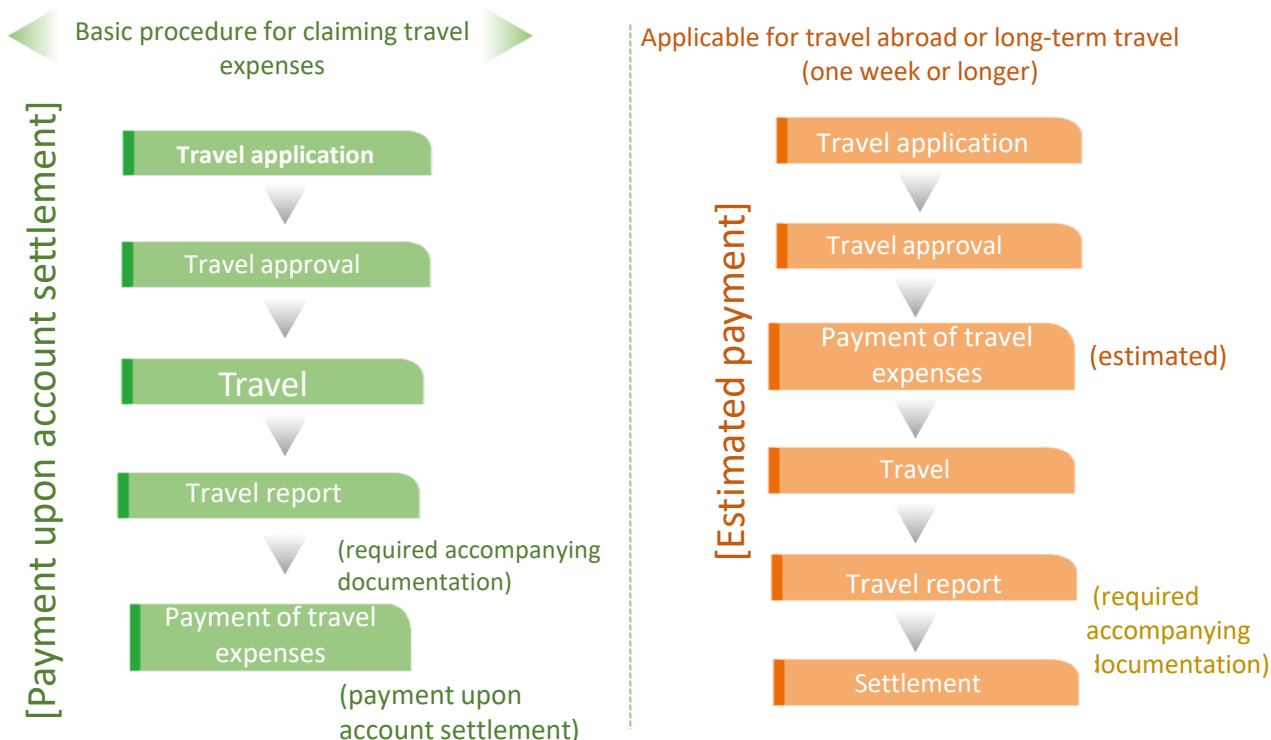 Basic procedure for claiming travel
expenses
[Payment upon account settlement]
Travel application
Travel approval
Travel
Travel report
(required accompanying
documentation)
Payment of travel
expenses
(payment upon
account settlement)
Applicable for travel abroad or long-term travel
(one week or longer)
[Estimated payment]
Travel application
Travel approval
Payment of travel
expenses
(estimated)
Travel
Travel report
(required
accompanying
documentation)
Settlement